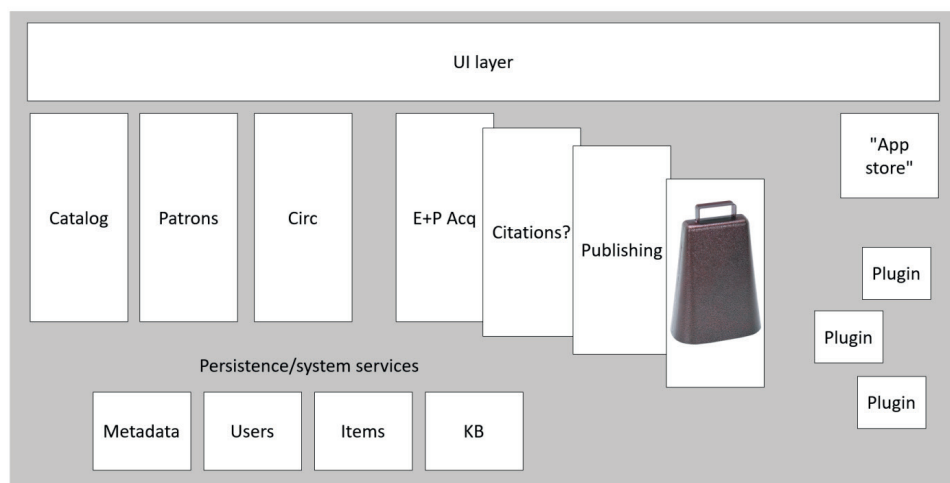 UI layer
Catalog
Patrons
Circ
E+P Acq
Citations?
Publishing
"App
store"
Plugin
Plugin
Plugin
Persistence/system services
Metadata
Users
Items
KB